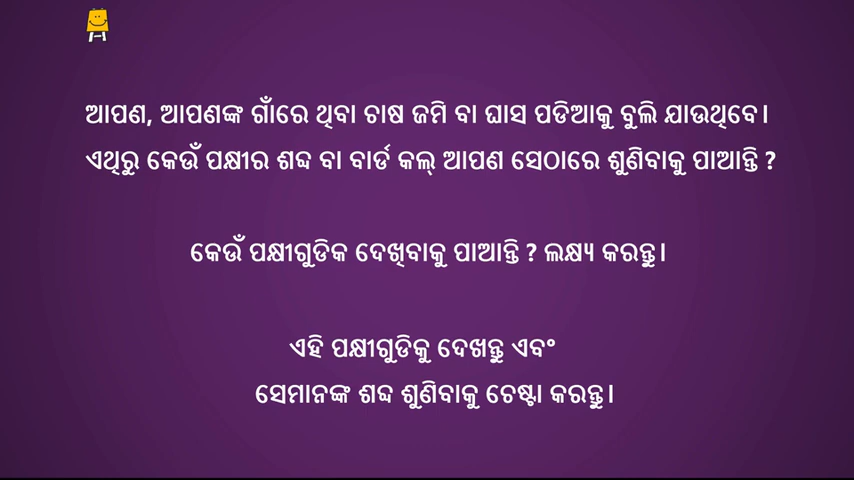 ଆପଣ, ଆପଣଙ୍କ ଗାଁରେ ଥିବା ଚାଷ ଜମି ବା ଘାସ ପଡିଆକୁ ବୁଲି ଯାଉଥିବେ।
ଏଥିରୁ କେଉଁ ପକ୍ଷୀର ଶବ୍ଦ ବା ବାର୍ଡ କଲ୍ ଆପଣ ସେଠାରେ ଶୁଣିବାକୁ ପାଆନ୍ତି ?
କେଉଁ ପକ୍ଷୀଗୁଡିକ ଦେଖିବାକୁ ପାଆନ୍ତି ? ଲକ୍ଷ୍ୟ କରନ୍ତୁ।
ଏହି ପକ୍ଷୀଗୁଡିକୁ ଦେଖନ୍ତୁ ଏବଂ
ସେମାନଙ୍କ ଶବ୍ଦ ଶୁଣିବାକୁ ଚେଷ୍ଟା କରନ୍ତୁ।